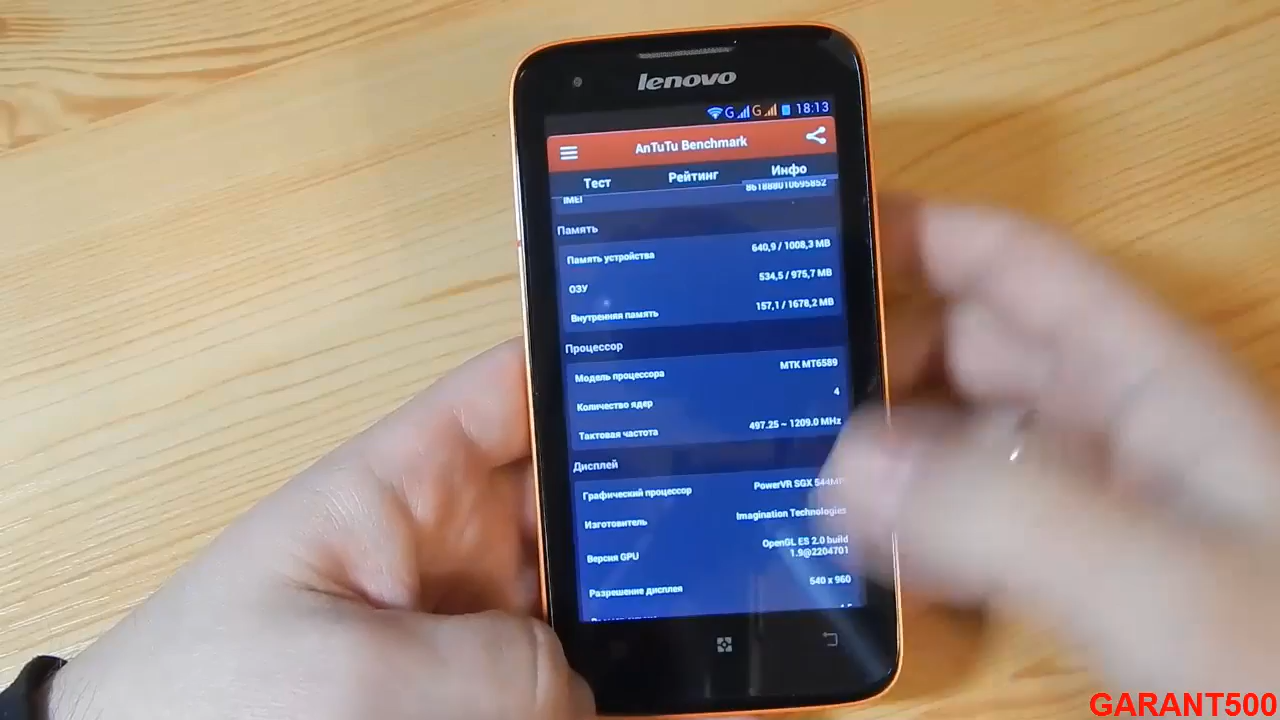 lenovo
G G 18:13
AnTuTu Benchmark
Тест Рейтинг Инфо
IMEI 861888010695852
Память
Память устройства 640,9 / 1008,3 MB
ОЗУ 534,5 / 975,7 MB
Внутренняя память 157,1 / 1678,2 MB
Процессор
Модель процессора МТК MT6589
Количество ядер 4
Тактовая частота 497.25 ~ 1209.0 MHz
Дисплей
Графический процессор PowerVR SGX
Изготовитель Imagination Technologies
Версия GPU OpenGL ES 2.0 build
1.9@2204701
Разрешение дисплея 540 x 960
GARANT500